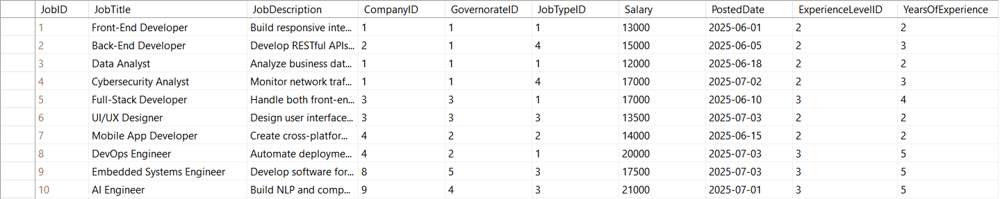 JobID JobTitle JobDescription CompanyID GovernorateID JobTypeID Salary PostedDate ExperienceLevelID YearsOfExperience
1 Front-End Developer Build responsive inte... 1 1 1 13000 2025-06-01 2 2
2 Back-End Developer Develop RESTful APIs... 2 1 4 15000 2025-06-05 2 3
3 Data Analyst Analyze business dat... 1 1 1 12000 2025-06-18 2 2
4 Cybersecurity Analyst Monitor network traf... 1 1 4 17000 2025-07-02 2 3
5 Full-Stack Developer Handle both front-en... 3 3 1 17000 2025-06-10 3 4
6 UI/UX Designer Design user interface... 3 3 3 13500 2025-07-03 2 2
7 Mobile App Developer Create cross-platfor... 4 2 2 14000 2025-06-15 2 2
8 DevOps Engineer Automate deployme... 4 2 1 20000 2025-07-03 3 5
9 Embedded Systems Engineer Develop software for... 8 5 3 17500 2025-07-03 3 5
10 AI Engineer Build NLP and comp... 9 4 3 21000 2025-07-01 3 5